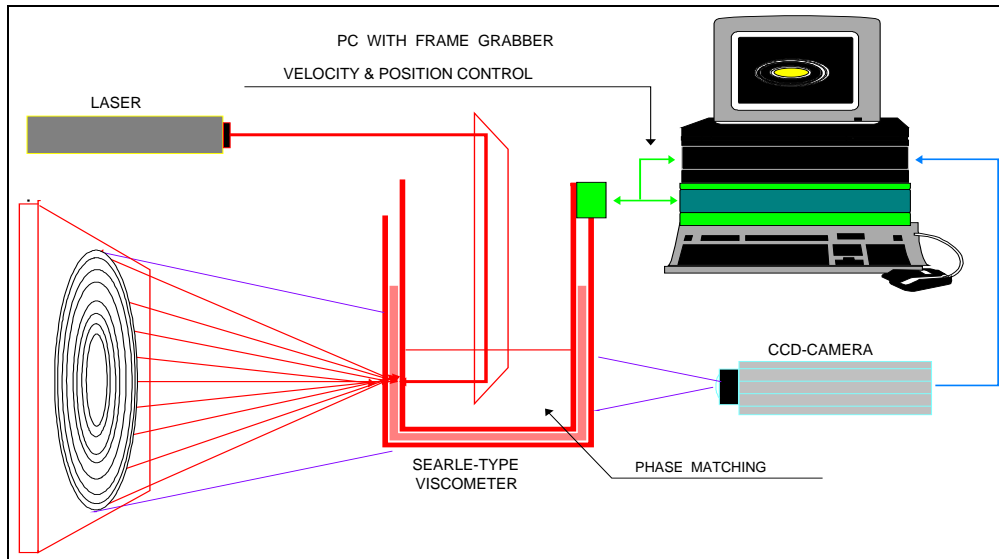 PC WITH FRAME GRABBER
VELOCITY & POSITION CONTROL
LASER
CCD-CAMERA
SEARLE-TYPE
VISCOMETER
PHASE MATCHING